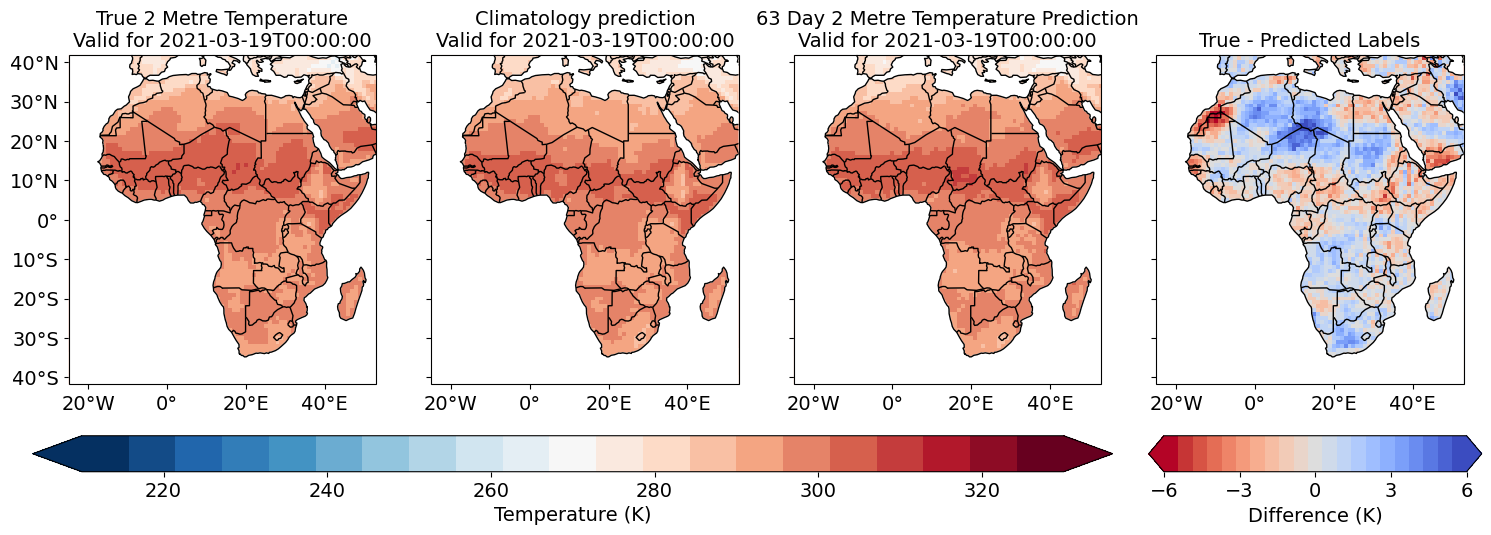 True 2 Metre Temperature
Valid for 2021-03-19T00:00:00
Climatology prediction
Valid for 2021-03-19T00:00:00
63 Day 2 Metre Temperature Prediction
Valid for 2021-03-19T00:00:00
True - Predicted Labels
40°N
30°N
20°N
10°N
0°
10°S
20°S
30°S
40°S
20°W 0° 20°E 40°E
20°W 0° 20°E 40°E
20°W 0° 20°E 40°E
20°W 0° 20°E 40°E
220 240 260 280 300 320
Temperature (K)
−6 −3 0 3 6
Difference (K)